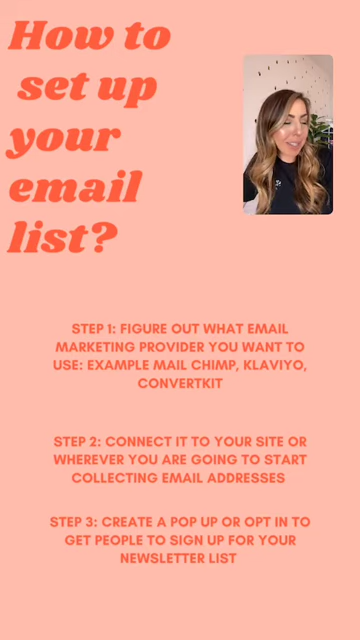 How to
set up
your
email
list?
STEP 1: FIGURE OUT WHAT EMAIL
MARKETING PROVIDER YOU WANT TO
USE: EXAMPLE MAIL CHIMP, KLAVIYO,
CONVERTKIT
STEP 2: CONNECT IT TO YOUR SITE OR
WHEREVER YOU ARE GOING TO START
COLLECTING EMAIL ADDRESSES
STEP 3: CREATE A POP UP OR OPT IN TO
GET PEOPLE TO SIGN UP FOR YOUR
NEWSLETTER LIST